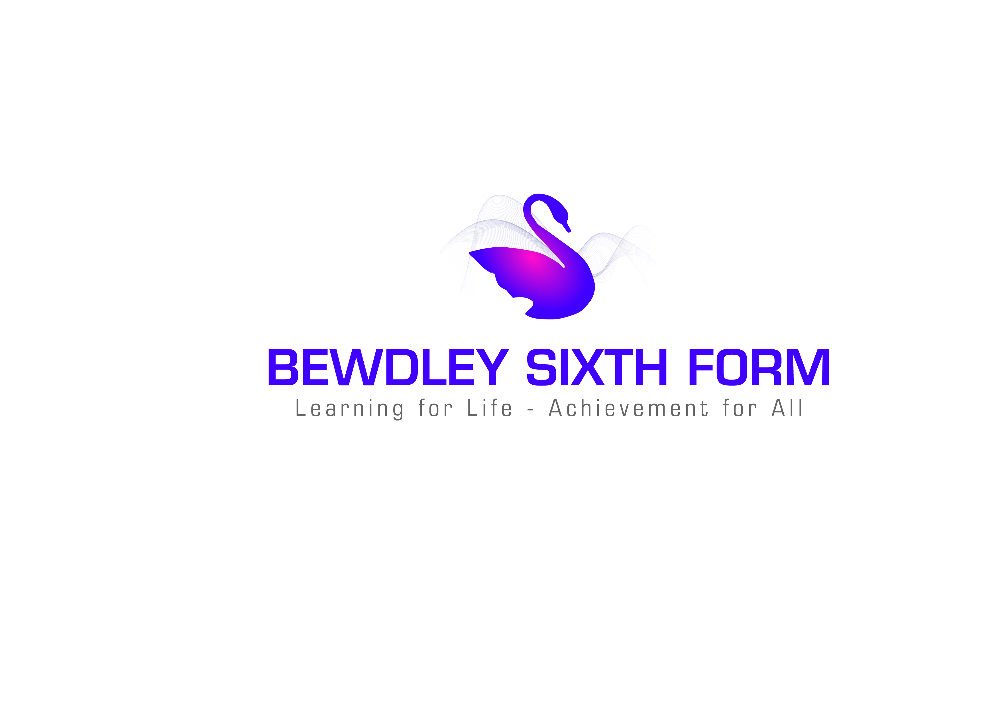 BEWDLEY SIXTH FORM
Learning for Life - Achievement for All